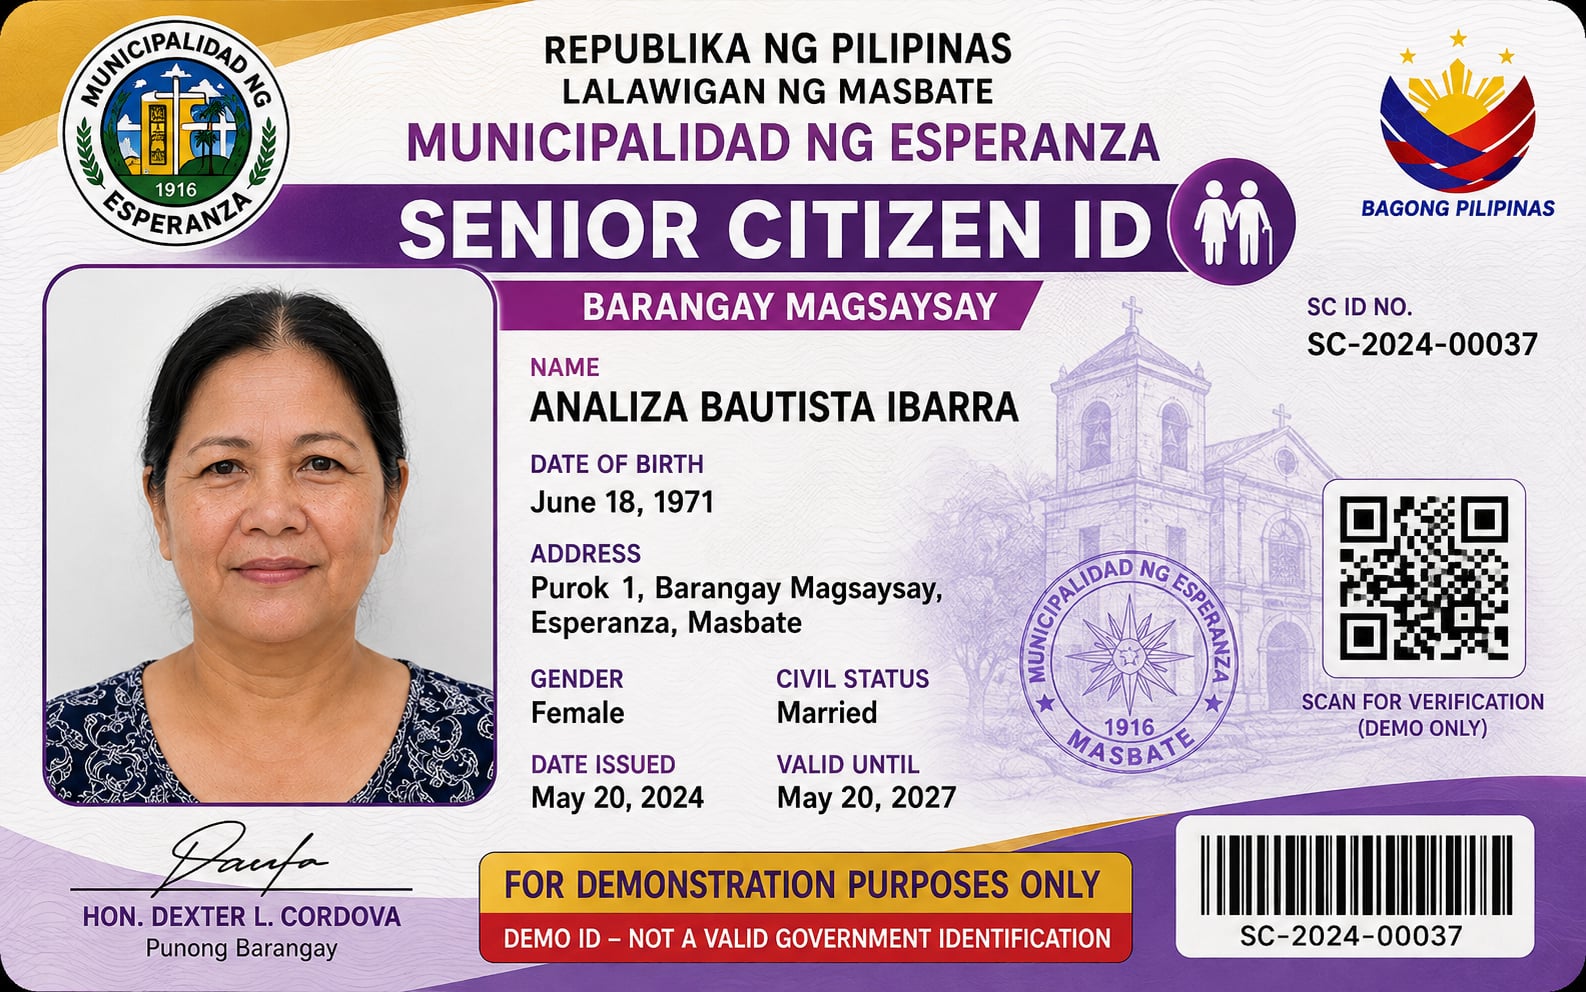 MUNICIPALIDAD NG ESPERANZA
1916
REPUBLIKA NG PILIPINAS
LALAWIGAN NG MASBATE
MUNICIPALIDAD NG ESPERANZA
BAGONG PILIPINAS
SENIOR CITIZEN ID
BARANGAY MAGSAYSAY
SC ID NO.
SC-2024-00037
NAME
ANALIZA BAUTISTA IBARRA
DATE OF BIRTH
June 18, 1971
ADDRESS
Purok 1, Barangay Magsaysay,
Esperanza, Masbate
GENDER
Female
CIVIL STATUS
Married
DATE ISSUED
May 20, 2024
VALID UNTIL
May 20, 2027
MUNICIPALIDAD NG ESPERANZA
1916
MASBATE
SCAN FOR VERIFICATION
(DEMO ONLY)
HON. DEXTER L. CORDOVA
Punong Barangay
FOR DEMONSTRATION PURPOSES ONLY
DEMO ID – NOT A VALID GOVERNMENT IDENTIFICATION
SC-2024-00037